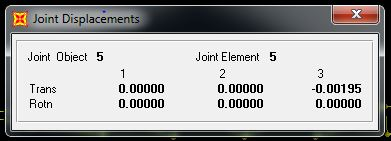 Joint Displacements
Joint Object 5 Joint Element 5
1 2 3
Trans 0.00000 0.00000 -0.00195
Rotn 0.00000 0.00000 0.00000